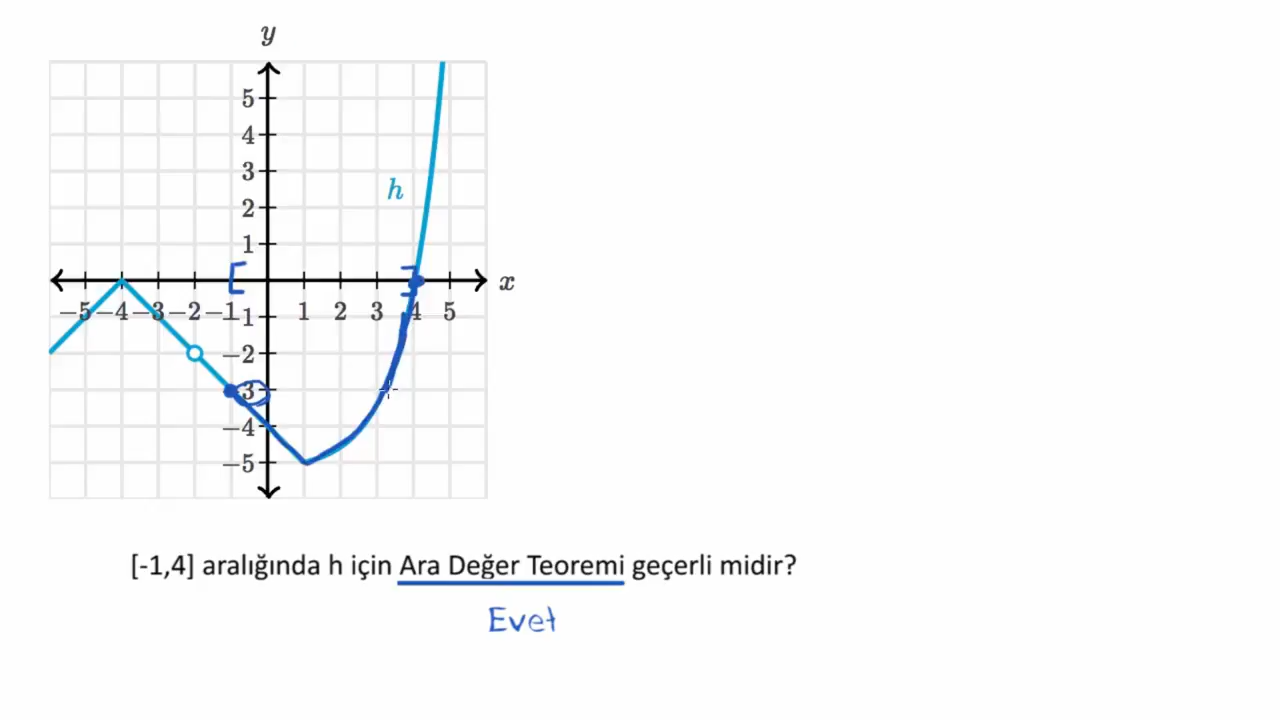 y
5
4
3
2
1
h
x
−5 −4 −3 −2 −1 1 2 3 4 5
−1
−2
−3
−4
−5
[-1,4] aralığında h için Ara Değer Teoremi geçerli midir?
Evet